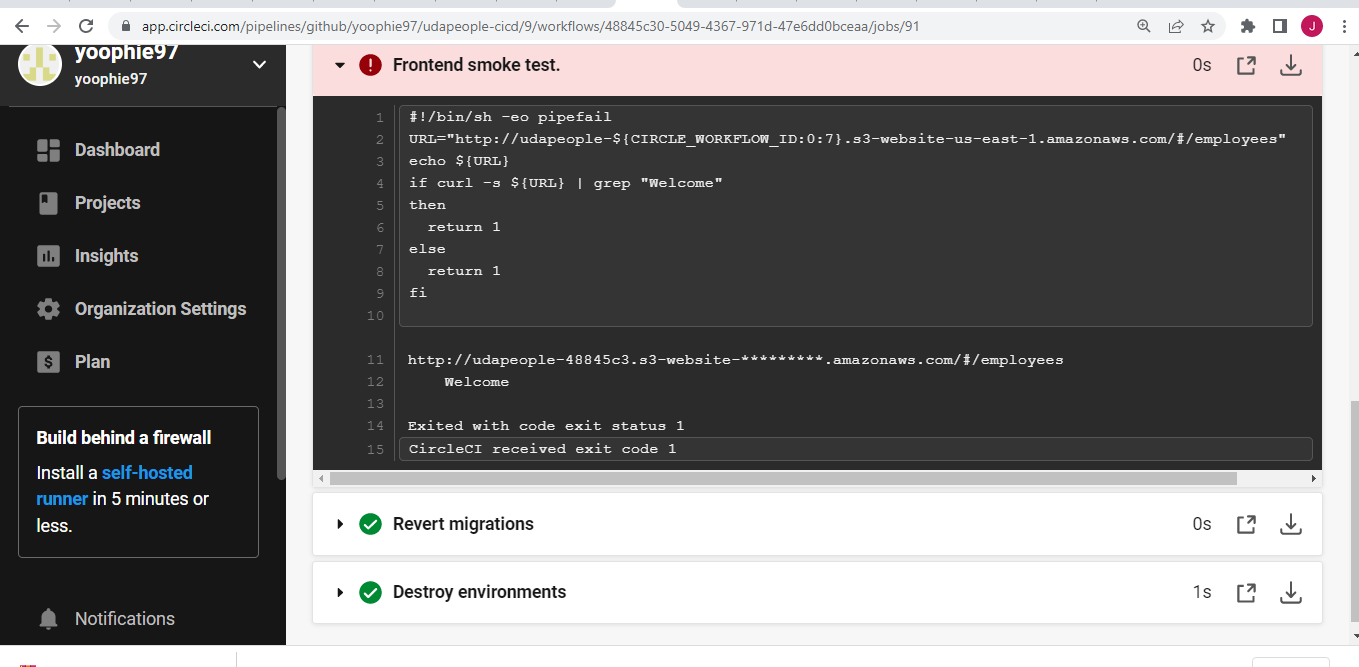 app.circleci.com/pipelines/github/yoophie97/udapeople-cicd/9/workflows/48845c30-5049-4367-971d-47e6dd0bceaa/jobs/91
J
yoophie97
yoophie97
Dashboard
Projects
Insights
Organization Settings
Plan
Build behind a firewall
Install a self-hosted
runner in 5 minutes or
less.
Notifications
Frontend smoke test.
0s
1 #!/bin/sh -eo pipefail
2 URL="http://udapeople-${CIRCLE_WORKFLOW_ID:0:7}.s3-website-us-east-1.amazonaws.com/#/employees"
3 echo ${URL}
4 if curl -s ${URL} | grep "Welcome"
5 then
6 return 1
7 else
8 return 1
9 fi
10
11 http://udapeople-48845c3.s3-website-*********.amazonaws.com/#/employees
12 Welcome
13
14 Exited with code exit status 1
15 CircleCI received exit code 1
Revert migrations
0s
Destroy environments
1s